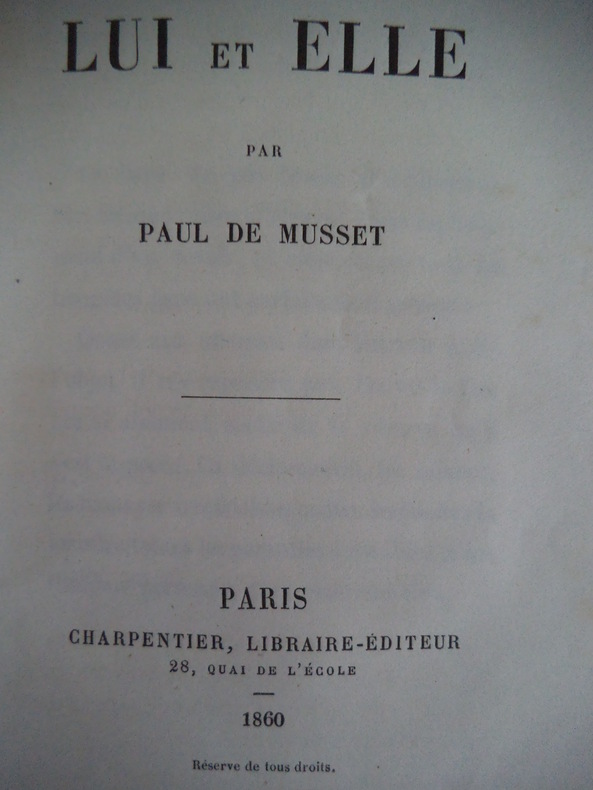 LUI ET ELLE
PAR
PAUL DE MUSSET
PARIS
CHARPENTIER, LIBRAIRE-ÉDITEUR
28, QUAI DE L'ÉCOLE
1860
Réserve de tous droits.